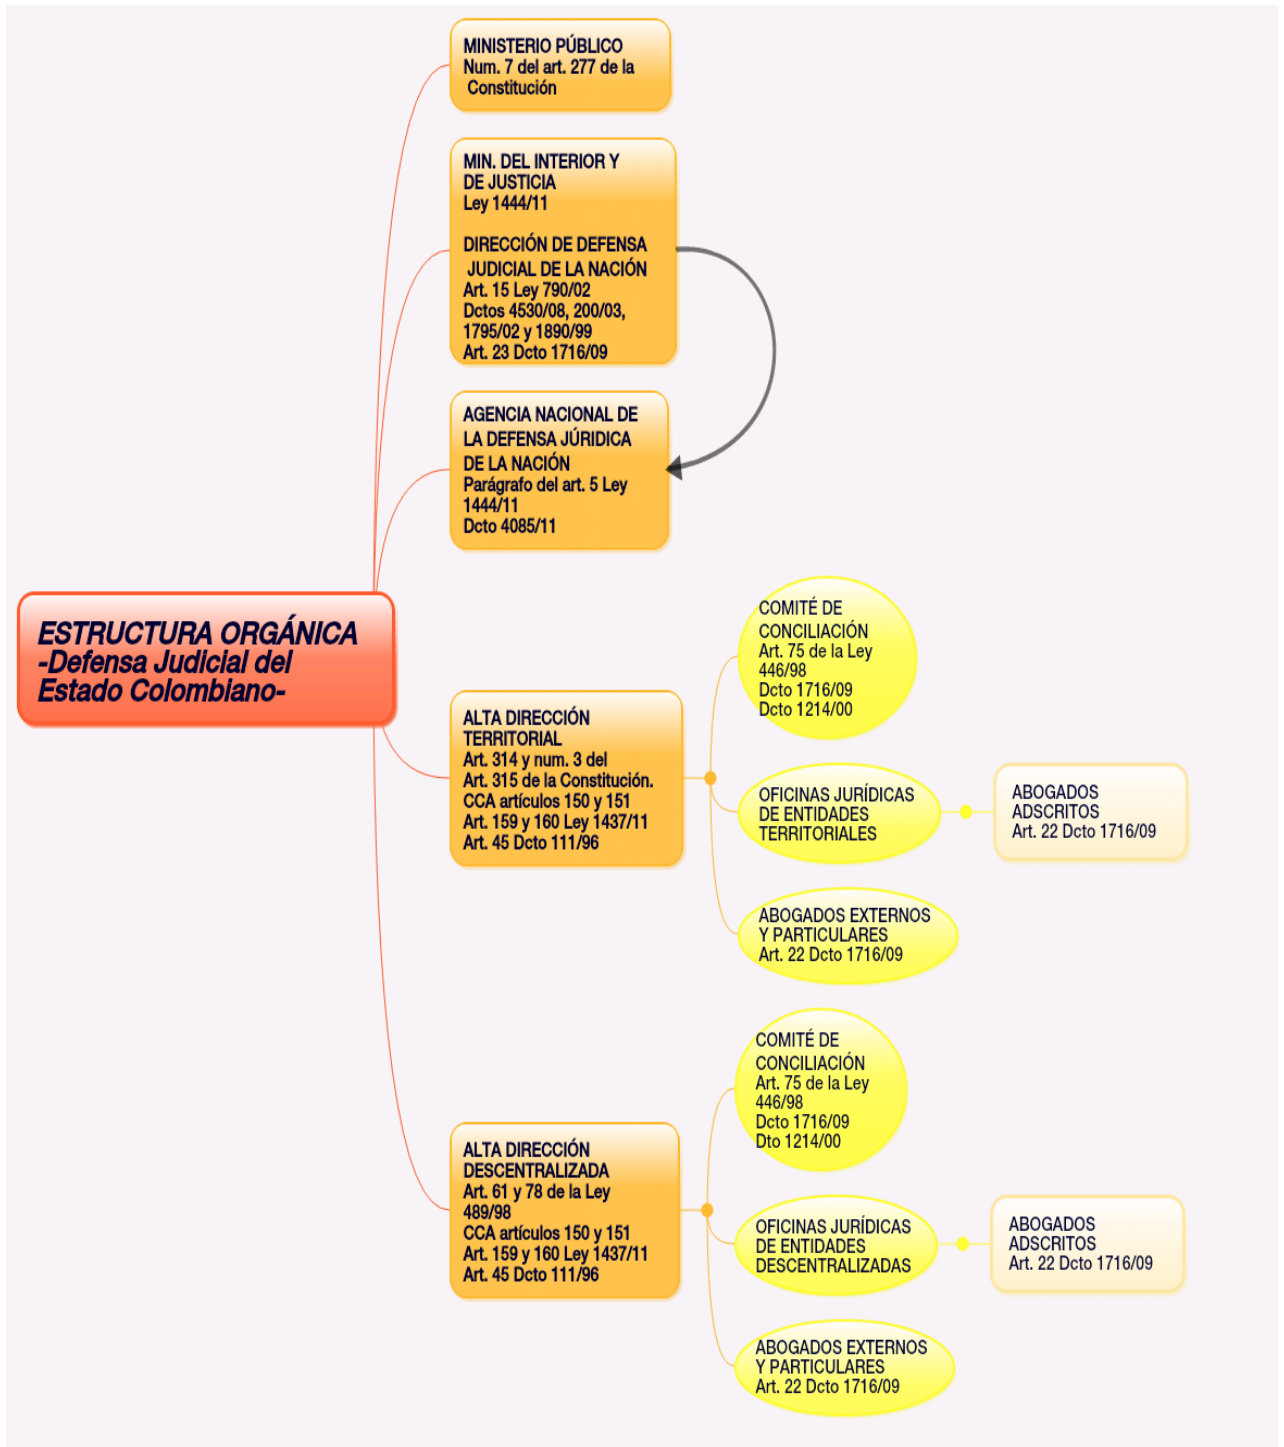 MINISTERIO PÚBLICO
Num. 7 del art. 277 de la
Constitución
MIN. DEL INTERIOR Y
DE JUSTICIA
Ley 1444/11
DIRECCIÓN DE DEFENSA
JUDICIAL DE LA NACIÓN
Art. 15 Ley 790/02
Dctos 4530/08, 200/03,
1795/02 y 1890/99
Art. 23 Dcto 1716/09
AGENCIA NACIONAL DE
LA DEFENSA JÚRIDICA
DE LA NACIÓN
Parágrafo del art. 5 Ley
1444/11
Dcto 4085/11
ESTRUCTURA ORGÁNICA
-Defensa Judicial del
Estado Colombiano-
ALTA DIRECCIÓN
TERRITORIAL
Art. 314 y num. 3 del
Art. 315 de la Constitución.
CCA artículos 150 y 151
Art. 159 y 160 Ley 1437/11
Art. 45 Dcto 111/96
COMITÉ DE
CONCILIACIÓN
Art. 75 de la Ley
446/98
Dcto 1716/09
Dcto 1214/00
OFICINAS JURÍDICAS
DE ENTIDADES
TERRITORIALES
ABOGADOS
ADSCRITOS
Art. 22 Dcto 1716/09
ABOGADOS EXTERNOS
Y PARTICULARES
Art. 22 Dcto 1716/09
ALTA DIRECCIÓN
DESCENTRALIZADA
Art. 61 y 78 de la Ley
489/98
CCA artículos 150 y 151
Art. 159 y 160 Ley 1437/11
Art. 45 Dcto 111/96
COMITÉ DE
CONCILIACIÓN
Art. 75 de la Ley
446/98
Dcto 1716/09
Dto 1214/00
OFICINAS JURÍDICAS
DE ENTIDADES
DESCENTRALIZADAS
ABOGADOS
ADSCRITOS
Art. 22 Dcto 1716/09
ABOGADOS EXTERNOS
Y PARTICULARES
Art. 22 Dcto 1716/09